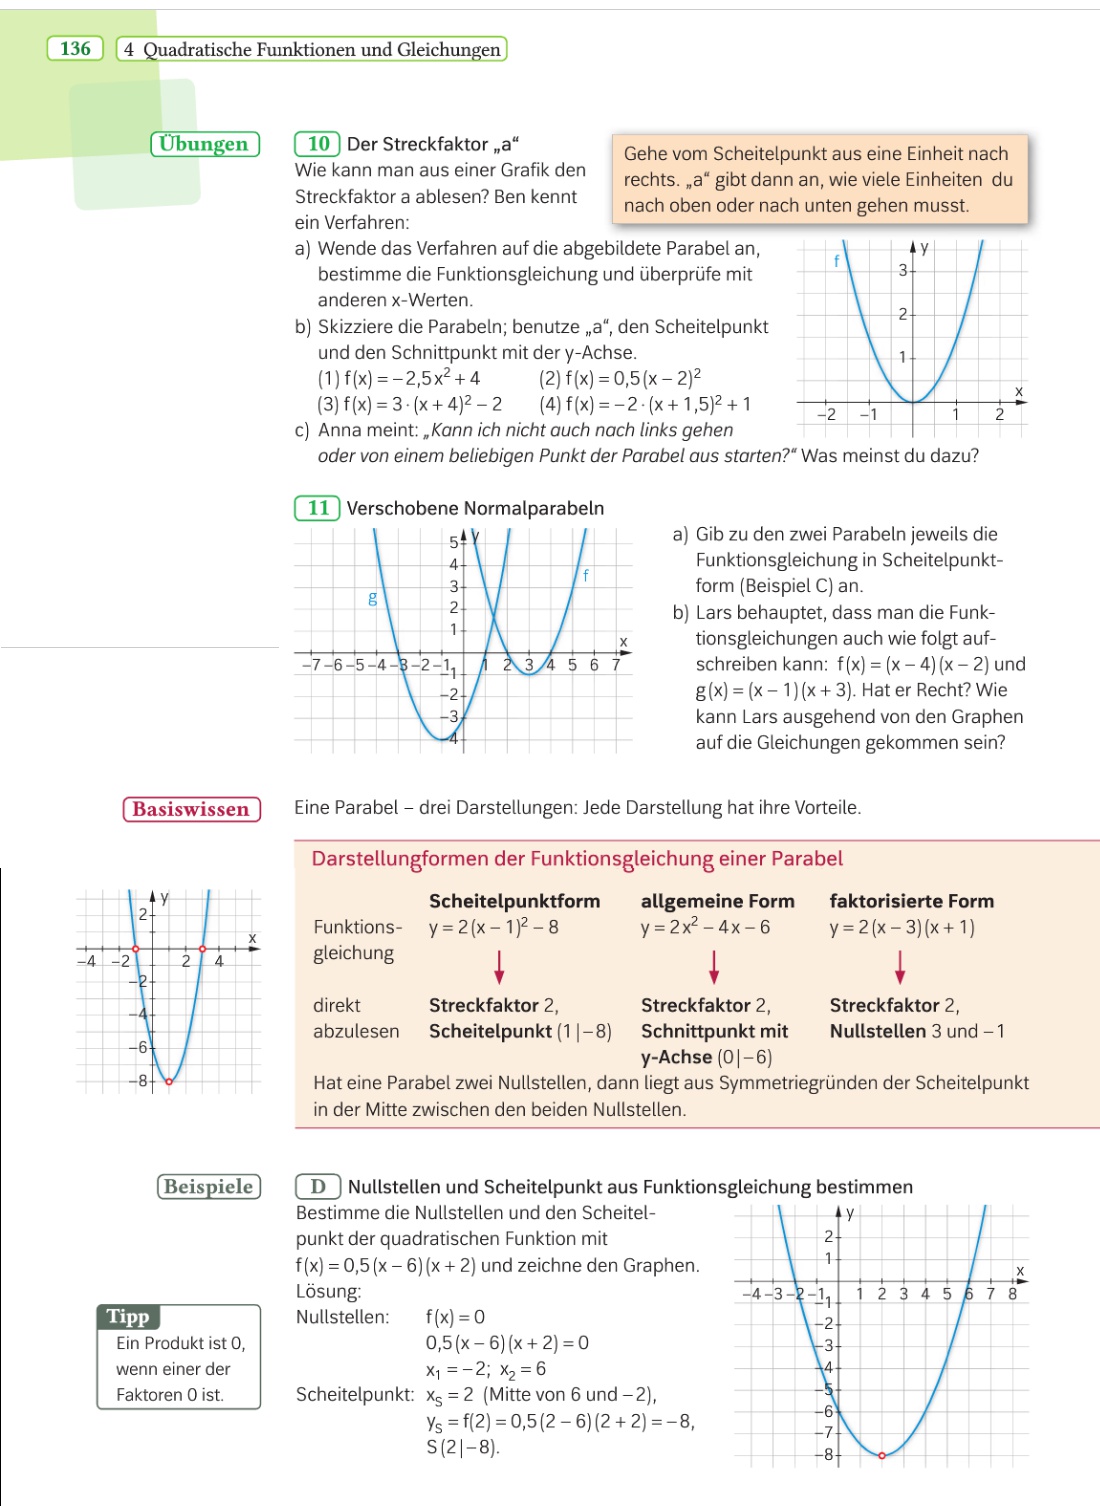 136
4 Quadratische Funktionen und Gleichungen
Übungen
10 Der Streckfaktor „a“
Wie kann man aus einer Grafik den
Streckfaktor a ablesen? Ben kennt
ein Verfahren:
Gehe vom Scheitelpunkt aus eine Einheit nach
rechts. „a“ gibt dann an, wie viele Einheiten du
nach oben oder nach unten gehen musst.
a) Wende das Verfahren auf die abgebildete Parabel an,
bestimme die Funktionsgleichung und überprüfe mit
anderen x-Werten.
b) Skizziere die Parabeln; benutze „a“, den Scheitelpunkt
und den Schnittpunkt mit der y-Achse.
(1) f(x) = −2,5x² + 4 (2) f(x) = 0,5(x − 2)²
(3) f(x) = 3·(x + 4)² − 2 (4) f(x) = −2·(x + 1,5)² + 1
c) Anna meint: „Kann ich nicht auch nach links gehen
oder von einem beliebigen Punkt der Parabel aus starten?“ Was meinst du dazu?
f
y
3
2
1
x
−2 −1 1 2
11 Verschobene Normalparabeln
5 y
4
3
2
1
g
f
x
−7 −6 −5 −4 −3 −2 −1 1 2 3 4 5 6 7
−1
−2
−3
−4
a) Gib zu den zwei Parabeln jeweils die
Funktionsgleichung in Scheitelpunkt-
form (Beispiel C) an.
b) Lars behauptet, dass man die Funk-
tionsgleichungen auch wie folgt auf-
schreiben kann: f(x) = (x − 4)(x − 2) und
g(x) = (x − 1)(x + 3). Hat er Recht? Wie
kann Lars ausgehend von den Graphen
auf die Gleichungen gekommen sein?
Basiswissen
Eine Parabel – drei Darstellungen: Jede Darstellung hat ihre Vorteile.
y
2
x
−4 −2 2 4
−2
−4
−6
−8
Darstellungformen der Funktionsgleichung einer Parabel
Scheitelpunktform allgemeine Form faktorisierte Form
Funktions- y = 2(x − 1)² − 8 y = 2x² − 4x − 6 y = 2(x − 3)(x + 1)
gleichung
direkt Streckfaktor 2, Streckfaktor 2, Streckfaktor 2,
abzulesen Scheitelpunkt (1|−8) Schnittpunkt mit Nullstellen 3 und −1
y-Achse (0|−6)
Hat eine Parabel zwei Nullstellen, dann liegt aus Symmetriegründen der Scheitelpunkt
in der Mitte zwischen den beiden Nullstellen.
Beispiele
D Nullstellen und Scheitelpunkt aus Funktionsgleichung bestimmen
Bestimme die Nullstellen und den Scheitel-
punkt der quadratischen Funktion mit
f(x) = 0,5(x − 6)(x + 2) und zeichne den Graphen.
Lösung:
Nullstellen: f(x) = 0
0,5(x − 6)(x + 2) = 0
x₁ = −2; x₂ = 6
Scheitelpunkt: xₛ = 2 (Mitte von 6 und −2),
yₛ = f(2) = 0,5(2 − 6)(2 + 2) = −8,
S(2|−8).
Tipp
Ein Produkt ist 0,
wenn einer der
Faktoren 0 ist.
y
2
1
x
−4 −3 −2 −1 1 2 3 4 5 6 7 8
−1
−2
−3
−4
−5
−6
−7
−8